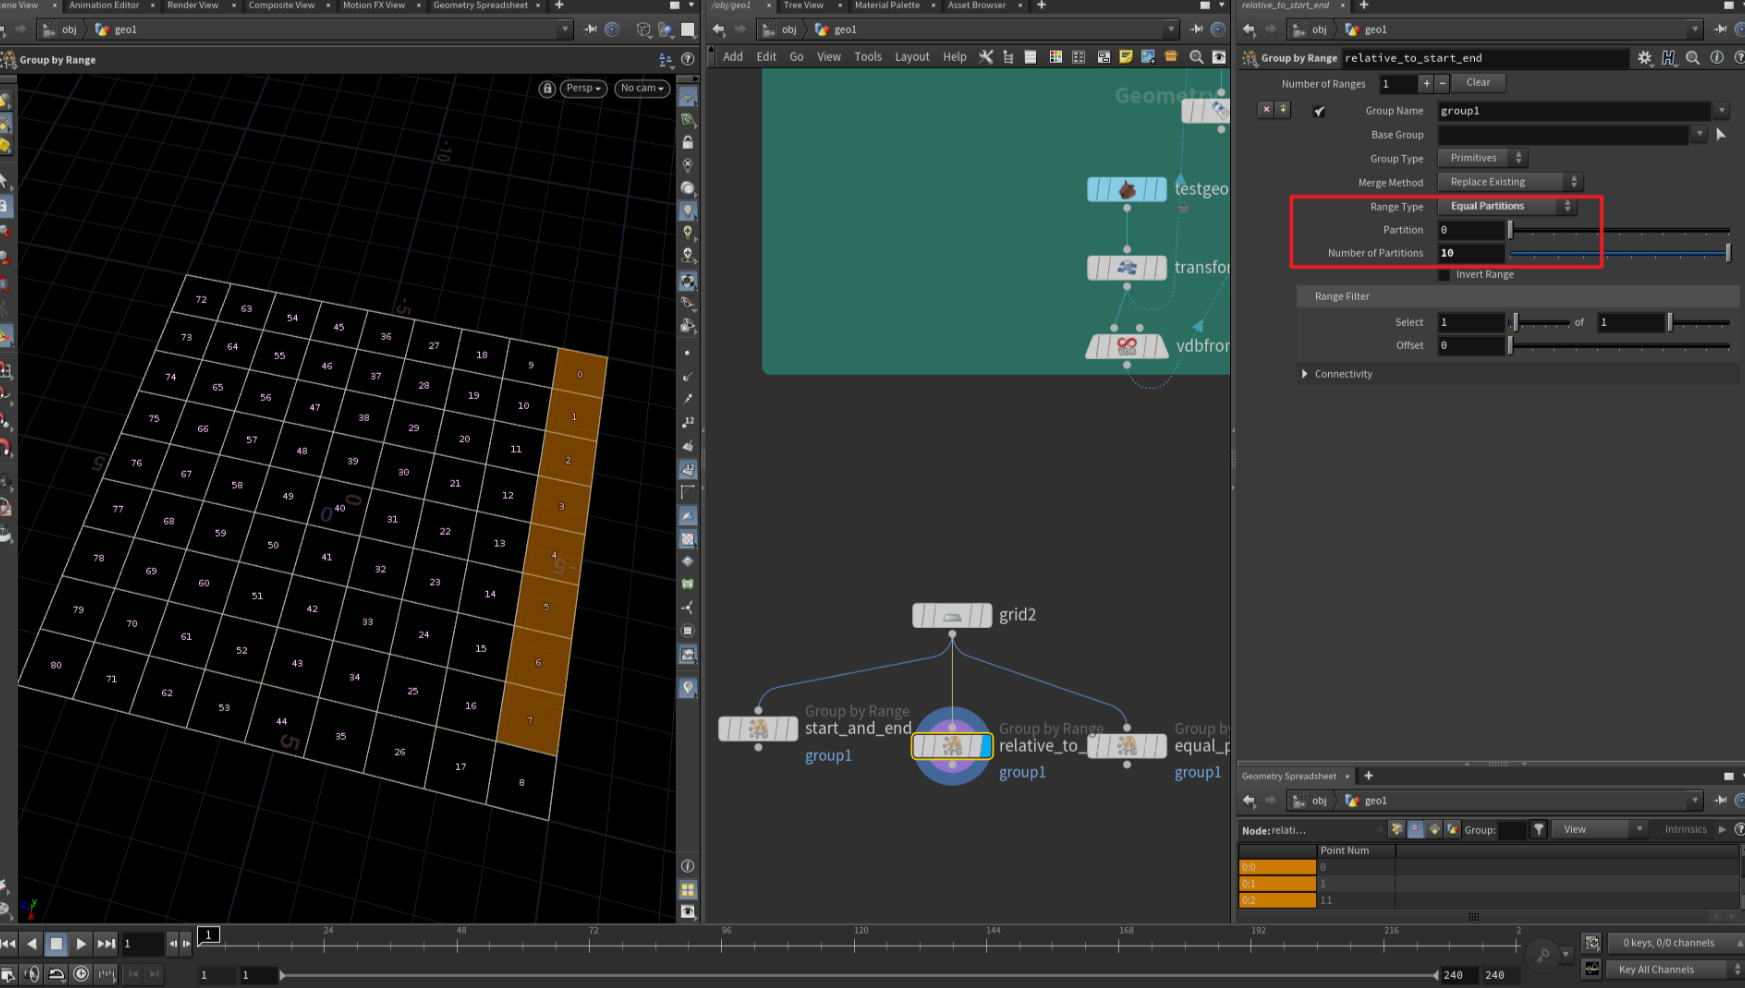 cene View
Animation Editor
Render View
Composite View
Motion FX View
Geometry Spreadsheet
/obj/geo1
Tree View
Material Palette
Asset Browser
relative_to_start_end
obj
geo1
obj
geo1
obj
geo1
Group by Range
Add
Edit
Go
View
Tools
Layout
Help
Group by Range
relative_to_start_end
Persp
No cam
Number of Ranges
1
Clear
Group Name
group1
Base Group
Group Type
Primitives
Merge Method
Replace Existing
Range Type
Equal Partitions
Partition
0
Number of Partitions
10
Invert Range
Range Filter
Select
1
of
1
Offset
0
Connectivity
Geometry
testgeo
transfor
vdbfron
VDB
grid2
Group by Range
start_and_end
group1
Group by Range
relative_to_
group1
Group by
equal_p
group1
-10
-5
5
0
0
-5
5
72 63 54 45 36 27 18 9 0
73 64 55 46 37 28 19 10 1
74 65 56 47 38 29 20 11 2
75 66 57 48 39 30 21 12 3
76 67 58 49 40 31 22 13 4
77 68 59 50 41 32 23 14 5
78 69 60 51 42 33 24 15 6
79 70 61 52 43 34 25 16 7
80 71 62 53 44 35 26 17 8
Geometry Spreadsheet
obj
geo1
Node: relati...
Group:
View
Intrinsics
Point Num
0:0 0
0:1 1
0:2 11
1
1
24
48
72
96
120
144
168
192
216
2
0 keys, 0/0 channels
1
1
240
240
Key All Channels